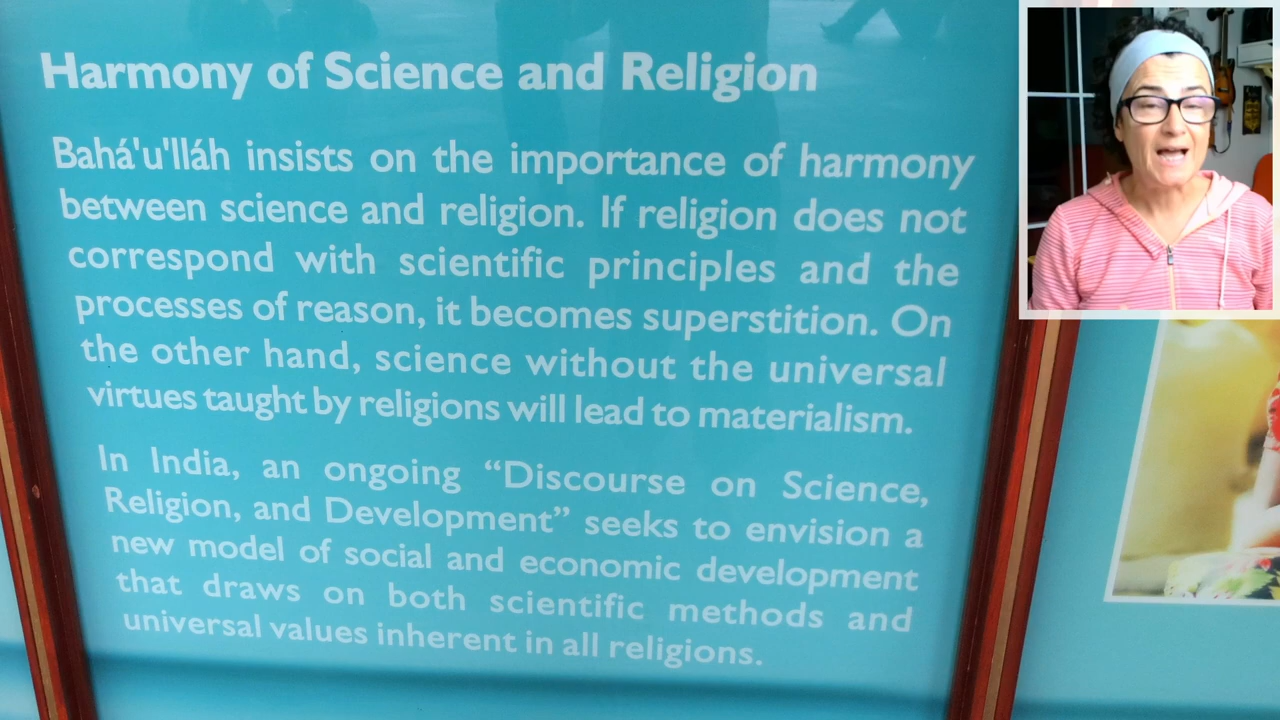 Harmony of Science and Religion
Bahá'u'lláh insists on the importance of harmony
between science and religion. If religion does not
correspond with scientific principles and the
processes of reason, it becomes superstition. On
the other hand, science without the universal
virtues taught by religions will lead to materialism.
In India, an ongoing “Discourse on Science,
Religion, and Development” seeks to envision a
new model of social and economic development
that draws on both scientific methods and
universal values inherent in all religions.